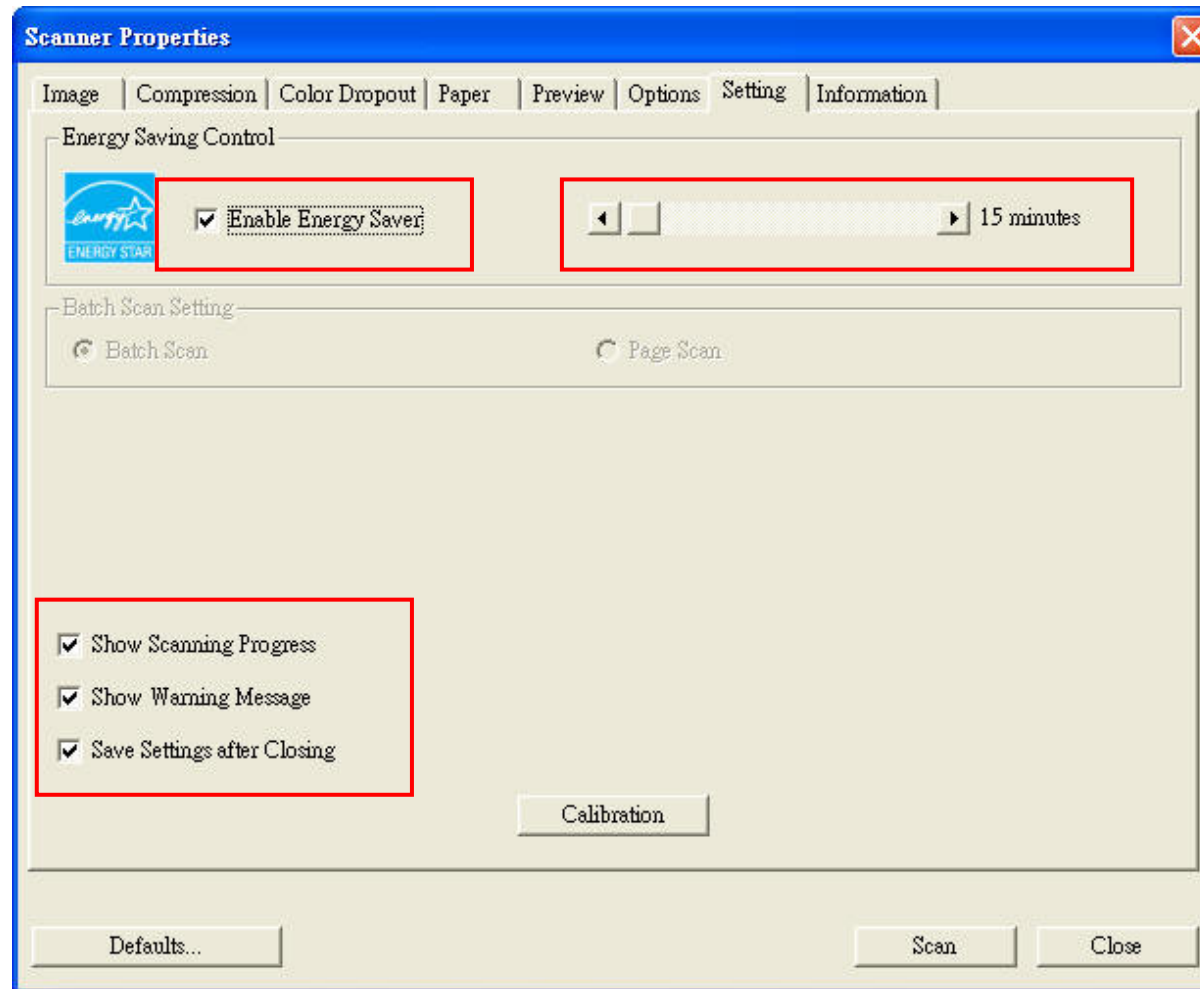 Scanner Properties
Image Compression Color Dropout Paper Preview Options Setting Information
Energy Saving Control
energy
ENERGY STAR
Enable Energy Saver 15 minutes
Batch Scan Setting
Batch Scan Page Scan
Show Scanning Progress
Show Warning Message
Save Settings after Closing
Calibration
Defaults... Scan Close